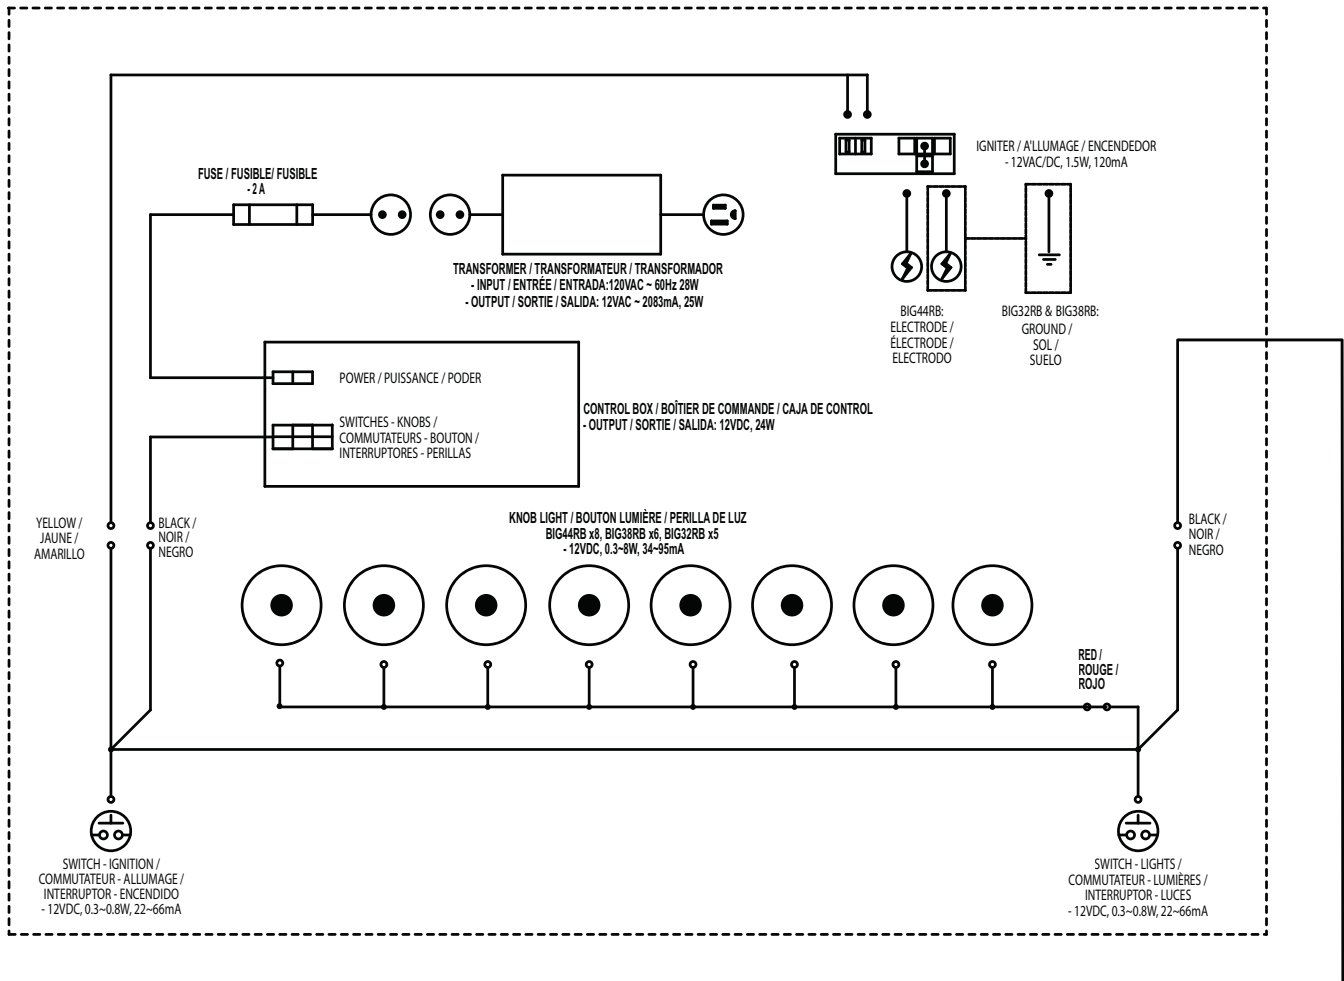 IGNITER / A'LLUMAGE / ENCENDEDOR
- 12VAC/DC, 1.5W, 120mA
FUSE / FUSIBLE/ FUSIBLE
- 2 A
TRANSFORMER / TRANSFORMATEUR / TRANSFORMADOR
- INPUT / ENTRÉE / ENTRADA:120VAC ~ 60Hz 28W
- OUTPUT / SORTIE / SALIDA: 12VAC ~ 2083mA, 25W
BIG44RB:
ELECTRODE /
ÉLECTRODE /
ELECTRODO
BIG32RB & BIG38RB:
GROUND /
SOL /
SUELO
POWER / PUISSANCE / PODER
SWITCHES - KNOBS /
COMMUTATEURS - BOUTON /
INTERRUPTORES - PERILLAS
CONTROL BOX / BOÎTIER DE COMMANDE / CAJA DE CONTROL
- OUTPUT / SORTIE / SALIDA: 12VDC, 24W
YELLOW /
JAUNE /
AMARILLO
BLACK /
NOIR /
NEGRO
KNOB LIGHT / BOUTON LUMIÈRE / PERILLA DE LUZ
BIG44RB x8, BIG38RB x6, BIG32RB x5
- 12VDC, 0.3~8W, 34~95mA
BLACK /
NOIR /
NEGRO
RED /
ROUGE /
ROJO
SWITCH - IGNITION /
COMMUTATEUR - ALLUMAGE /
INTERRUPTOR - ENCENDIDO
- 12VDC, 0.3~0.8W, 22~66mA
SWITCH - LIGHTS /
COMMUTATEUR - LUMIÈRES /
INTERRUPTOR - LUCES
- 12VDC, 0.3~0.8W, 22~66mA